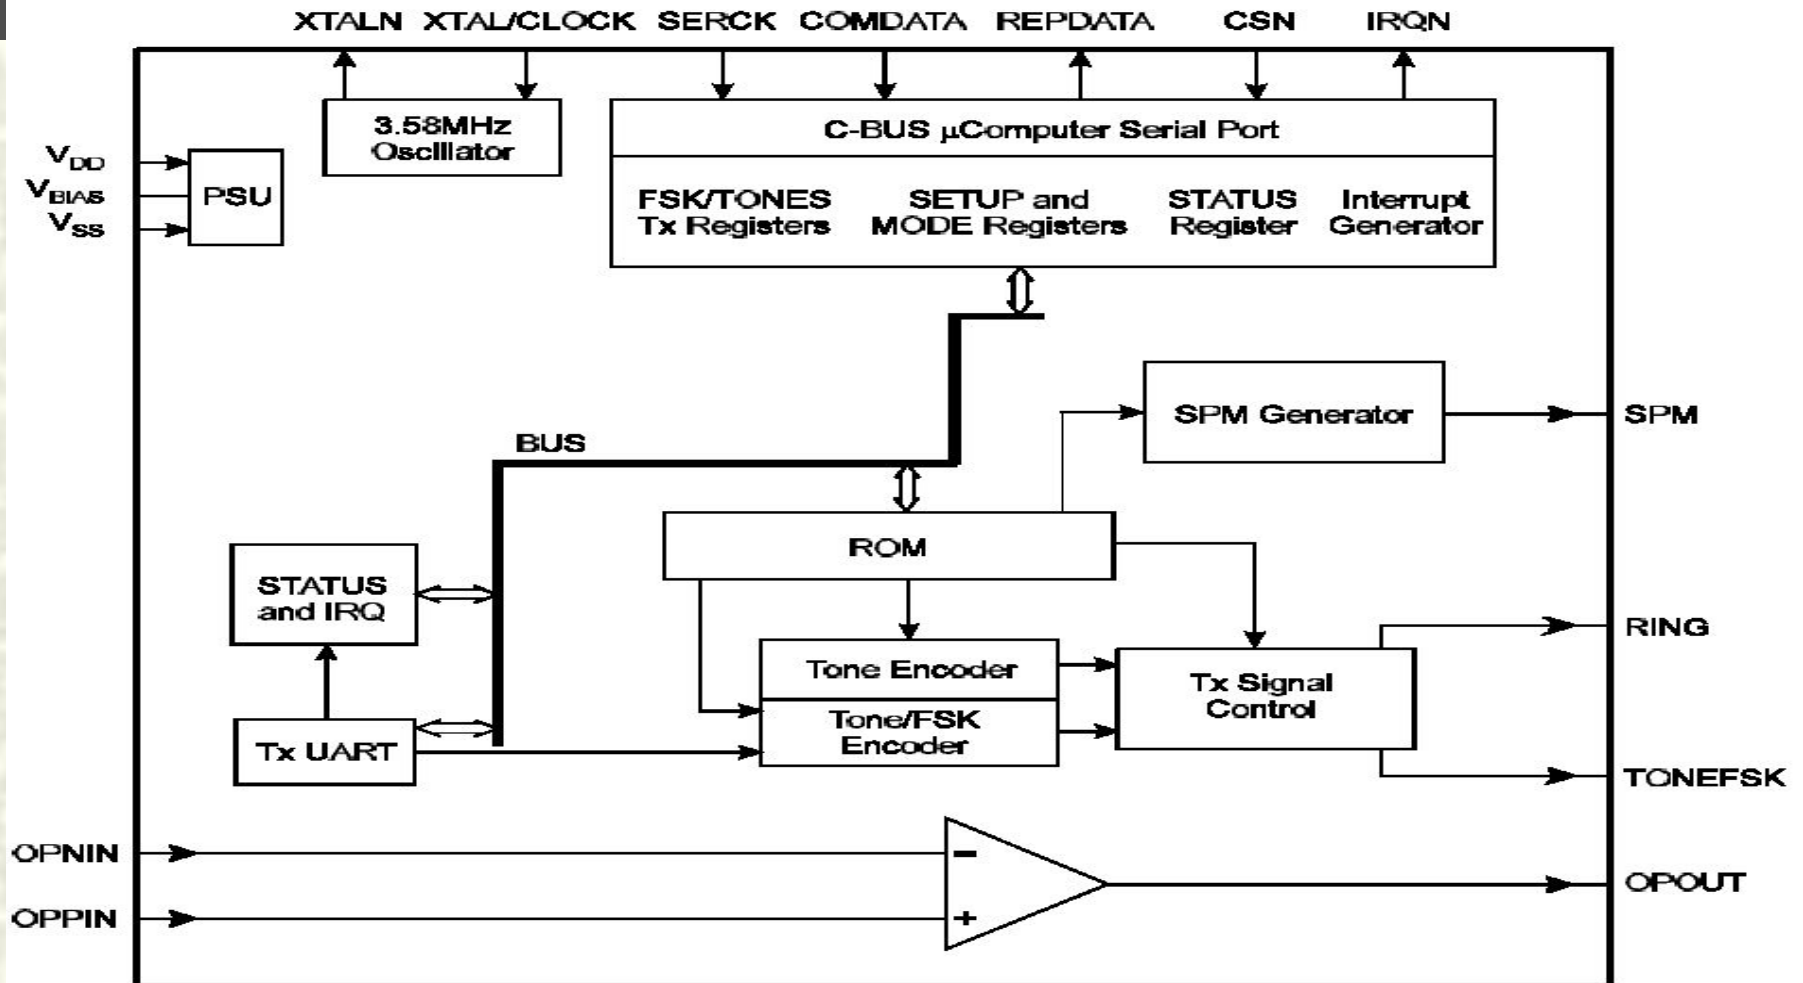 XTALN XTAL/CLOCK SERCK COMDATA REPDATA CSN IRQN
3.58MHz
Oscillator
C-BUS µComputer Serial Port
VDD
VBIAS
VSS
PSU
FSK/TONES
Tx Registers
SETUP and
MODE Registers
STATUS
Register
Interrupt
Generator
SPM Generator
SPM
BUS
ROM
STATUS
and IRQ
Tone Encoder
Tone/FSK
Encoder
Tx Signal
Control
RING
Tx UART
TONEFSK
OPNIN
−
OPOUT
OPPIN
+